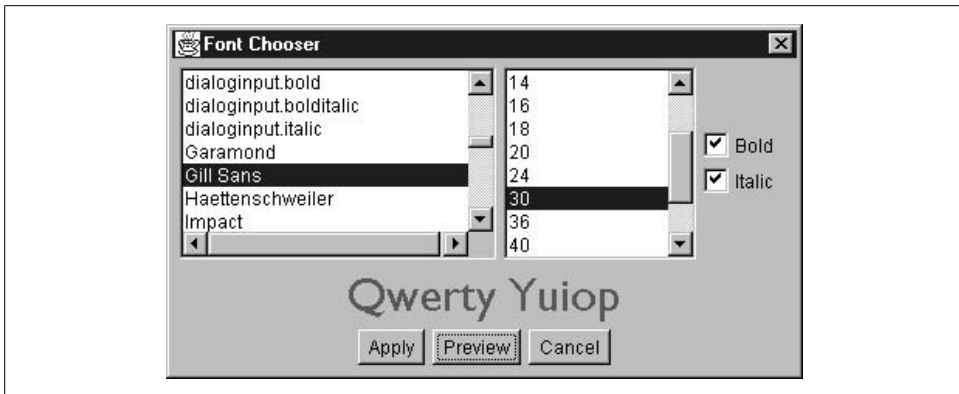 Font Chooser
dialoginput.bold
dialoginput.bolditalic
dialoginput.italic
Garamond
Gill Sans
Haettenschweiler
Impact
14
16
18
20
24
30
36
40
Bold
Italic
Qwerty Yuiop
Apply
Preview
Cancel